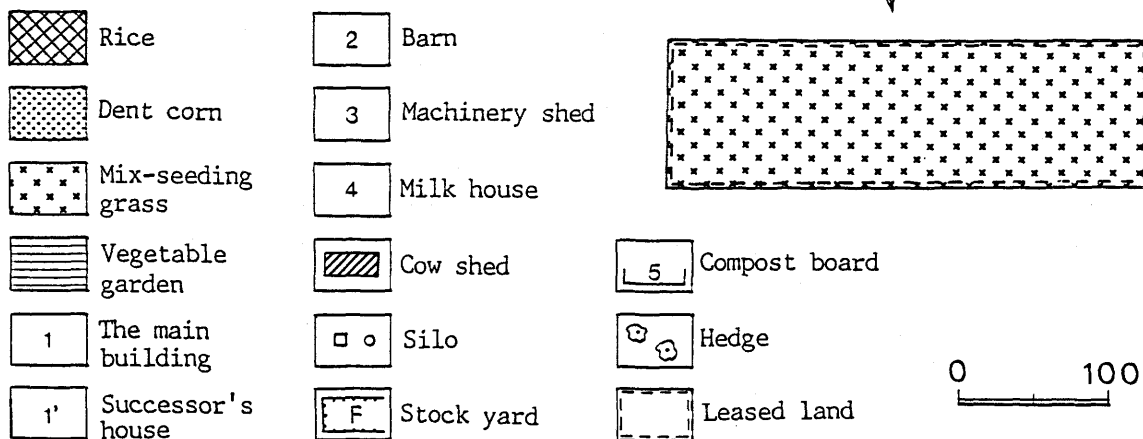 Rice
Dent corn
Mix-seeding
grass
Vegetable
garden
1 The main
building
1' Successor's
house
2 Barn
3 Machinery shed
4 Milk house
Cow shed
Silo
F Stock yard
5 Compost board
Hedge
Leased land
0 100